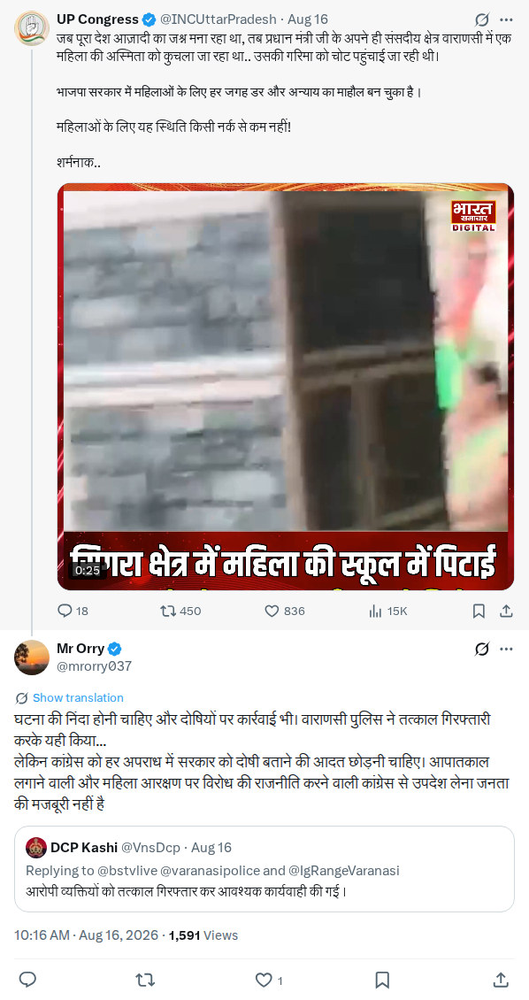 UP Congress @INCUttarPradesh · Aug 16
जब पूरा देश आज़ादी का जश्न मना रहा था, तब प्रधान मंत्री जी के अपने ही संसदीय क्षेत्र वाराणसी में एक
महिला की अस्मिता को कुचला जा रहा था.. उसकी गरिमा को चोट पहुंचाई जा रही थी।
भाजपा सरकार में महिलाओं के लिए हर जगह डर और अन्याय का माहौल बन चुका है।
महिलाओं के लिए यह स्थिति किसी नर्क से कम नहीं!
शर्मनाक..
भारत
समाचार
DIGITAL
सिगरा क्षेत्र में महिला की स्कूल में पिटाई
0:25
18 450 836 15K
Mr Orry
@mrorry037
Show translation
घटना की निंदा होनी चाहिए और दोषियों पर कार्रवाई भी। वाराणसी पुलिस ने तत्काल गिरफ्तारी
करके यही किया...
लेकिन कांग्रेस को हर अपराध में सरकार को दोषी बताने की आदत छोड़नी चाहिए। आपातकाल
लगाने वाली और महिला आरक्षण पर विरोध की राजनीति करने वाली कांग्रेस से उपदेश लेना जनता
की मजबूरी नहीं है
DCP Kashi @VnsDcp · Aug 16
Replying to @bstvlive @varanasipolice and @IgRangeVaranasi
आरोपी व्यक्तियों को तत्काल गिरफ्तार कर आवश्यक कार्यवाही की गई।
10:16 AM · Aug 16, 2026 · 1,591 Views
1